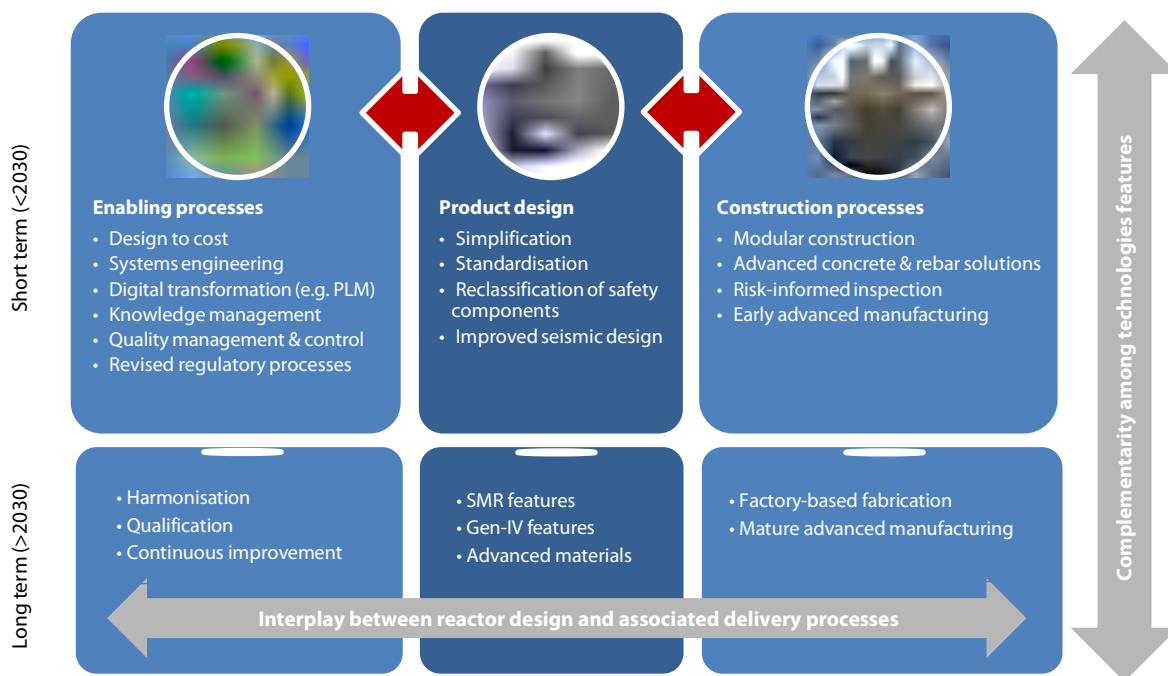 Short term (<2030)
Enabling processes
• Design to cost
• Systems engineering
• Digital transformation (e.g. PLM)
• Knowledge management
• Quality management & control
• Revised regulatory processes
Product design
• Simplification
• Standardisation
• Reclassification of safety
components
• Improved seismic design
Construction processes
• Modular construction
• Advanced concrete & rebar solutions
• Risk-informed inspection
• Early advanced manufacturing
Long term (>2030)
• Harmonisation
• Qualification
• Continuous improvement
• SMR features
• Gen-IV features
• Advanced materials
• Factory-based fabrication
• Mature advanced manufacturing
Interplay between reactor design and associated delivery processes
Complementarity among technologies features